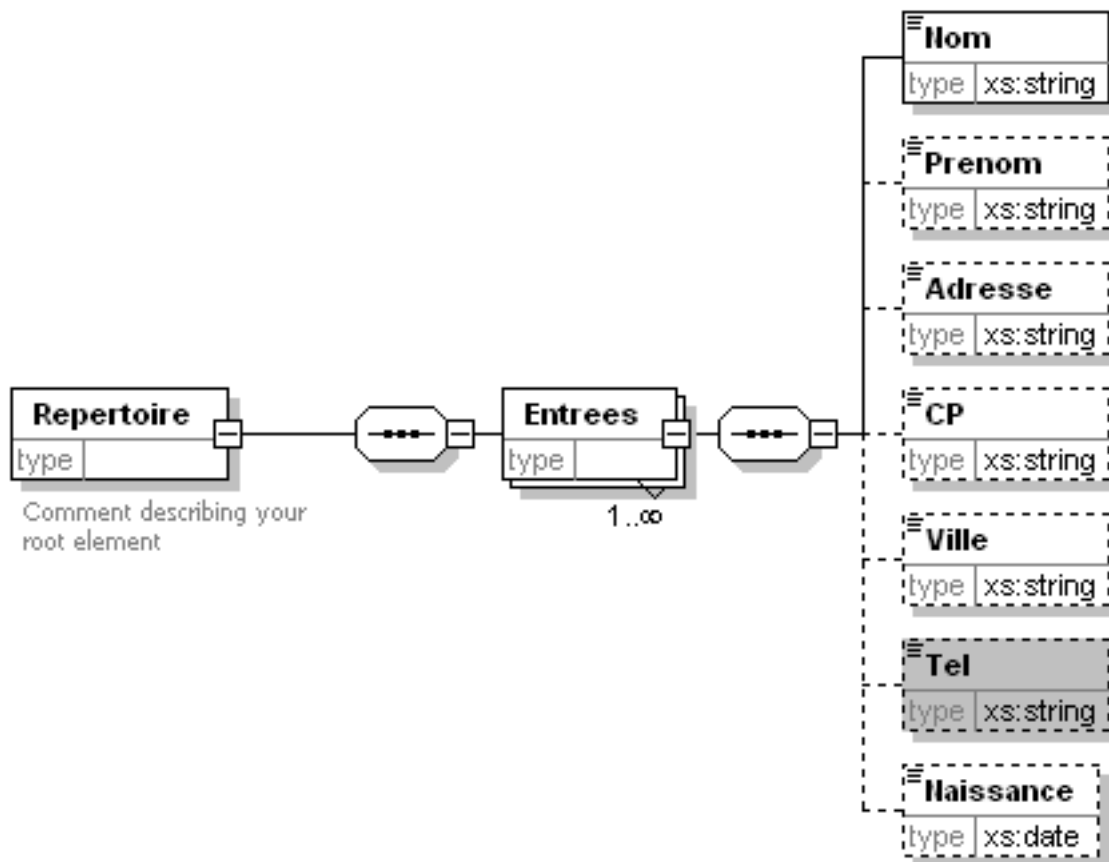 Nom
type xs:string
Prenom
type xs:string
Adresse
type xs:string
Repertoire
type
Comment describing your
root element
Entrees
type
1..∞
CP
type xs:string
Ville
type xs:string
Tel
type xs:string
Naissance
type xs:date